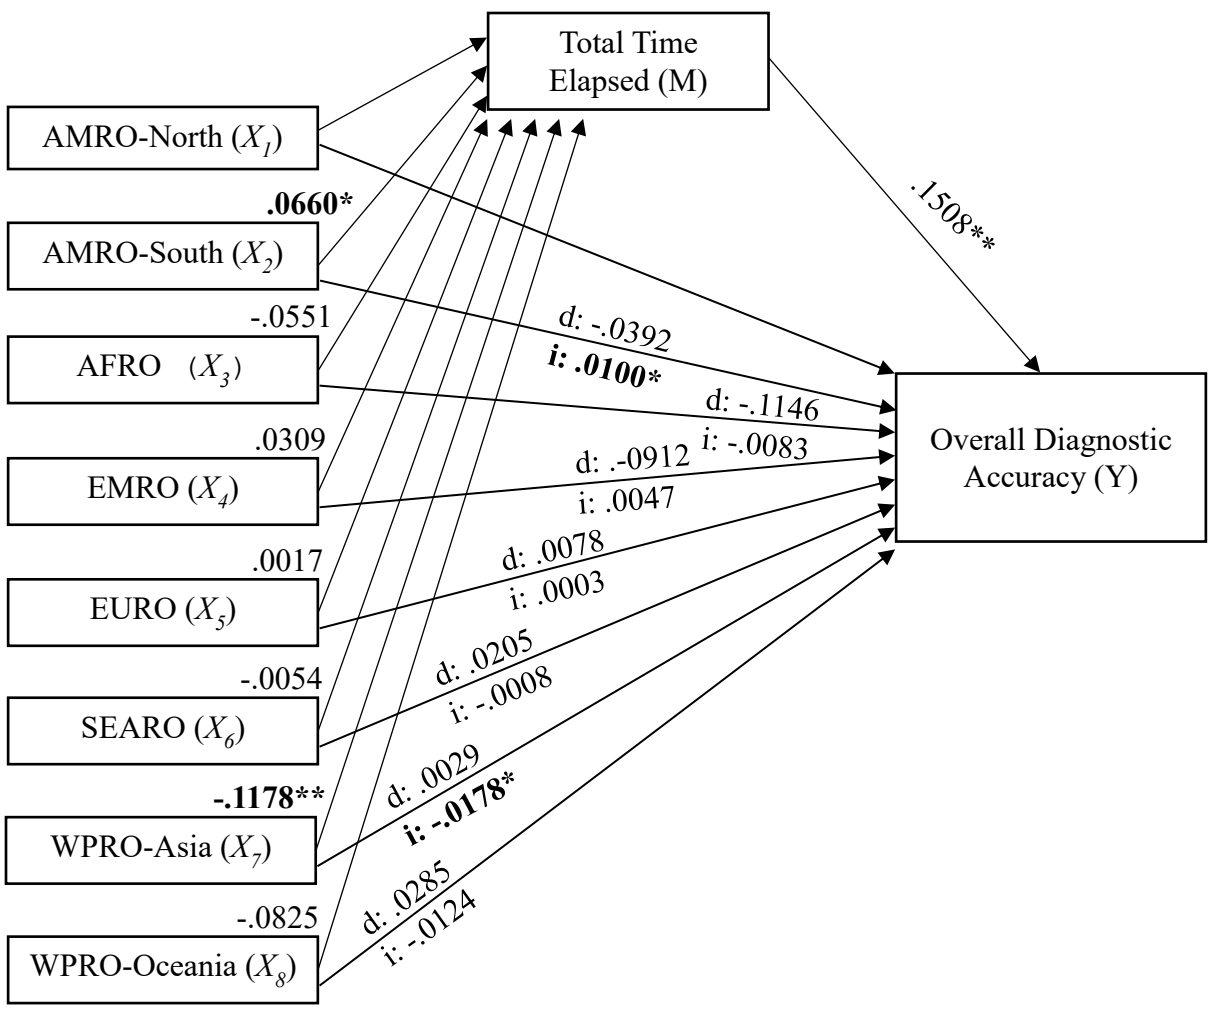 Total Time
Elapsed (M)
AMRO-North (X1)
.1508**
.0660*
AMRO-South (X2)
-.0551
d: -.0392
i: .0100*
AFRO (X3)
d: -.1146
i: -.0083
.0309
d: .-0912
i: .0047
Overall Diagnostic
Accuracy (Y)
EMRO (X4)
.0017
d: .0078
i: .0003
EURO (X5)
-.0054
d: .0205
i: -.0008
SEARO (X6)
-.1178**
d: .0029
i: -.0178*
WPRO-Asia (X7)
-.0825
d: .0285
i: -.0124
WPRO-Oceania (X8)